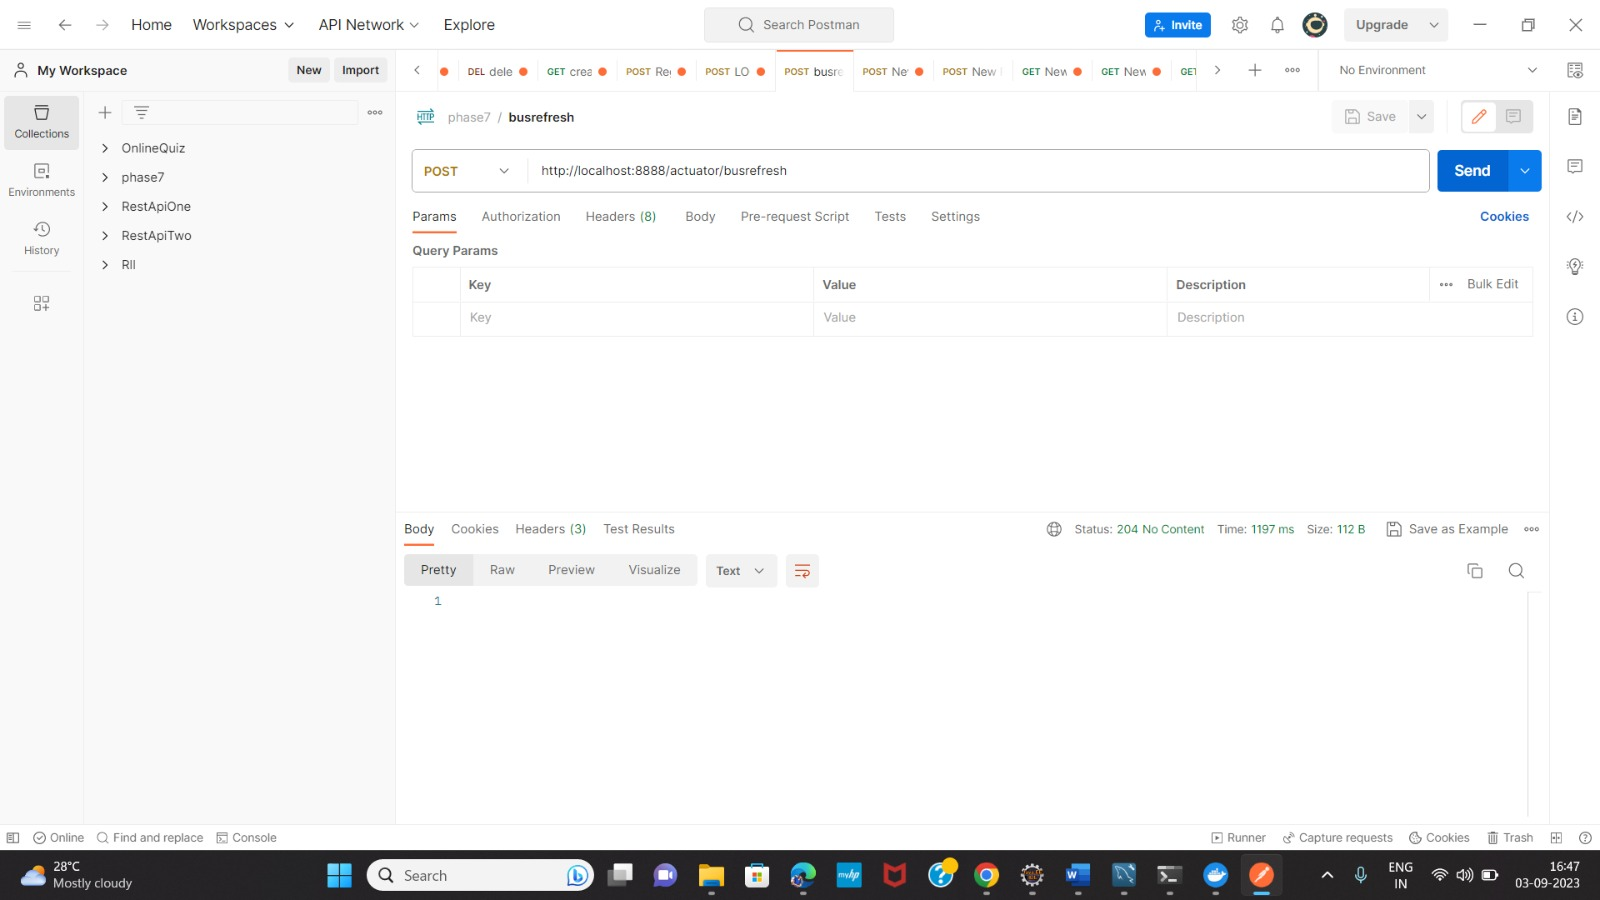 Home Workspaces API Network Explore Search Postman Invite Upgrade
My Workspace New Import DEL dele GET crea POST Re POST LO POST busre POST Ne POST New GET New GET New GET No Environment
HTTP phase7 / busrefresh Save
Collections
Environments
History
OnlineQuiz
phase7
RestApiOne
RestApiTwo
RII
POST http://localhost:8888/actuator/busrefresh Send
Params Authorization Headers (8) Body Pre-request Script Tests Settings Cookies
Query Params
Key Value Description Bulk Edit
Key Value Description
Body Cookies Headers (3) Test Results Status: 204 No Content Time: 1197 ms Size: 112 B Save as Example
Pretty Raw Preview Visualize Text
1
Online Find and replace Console Runner Capture requests Cookies Trash
28°C
Mostly cloudy
Search
myhp
ENG
IN
16:47
03-09-2023